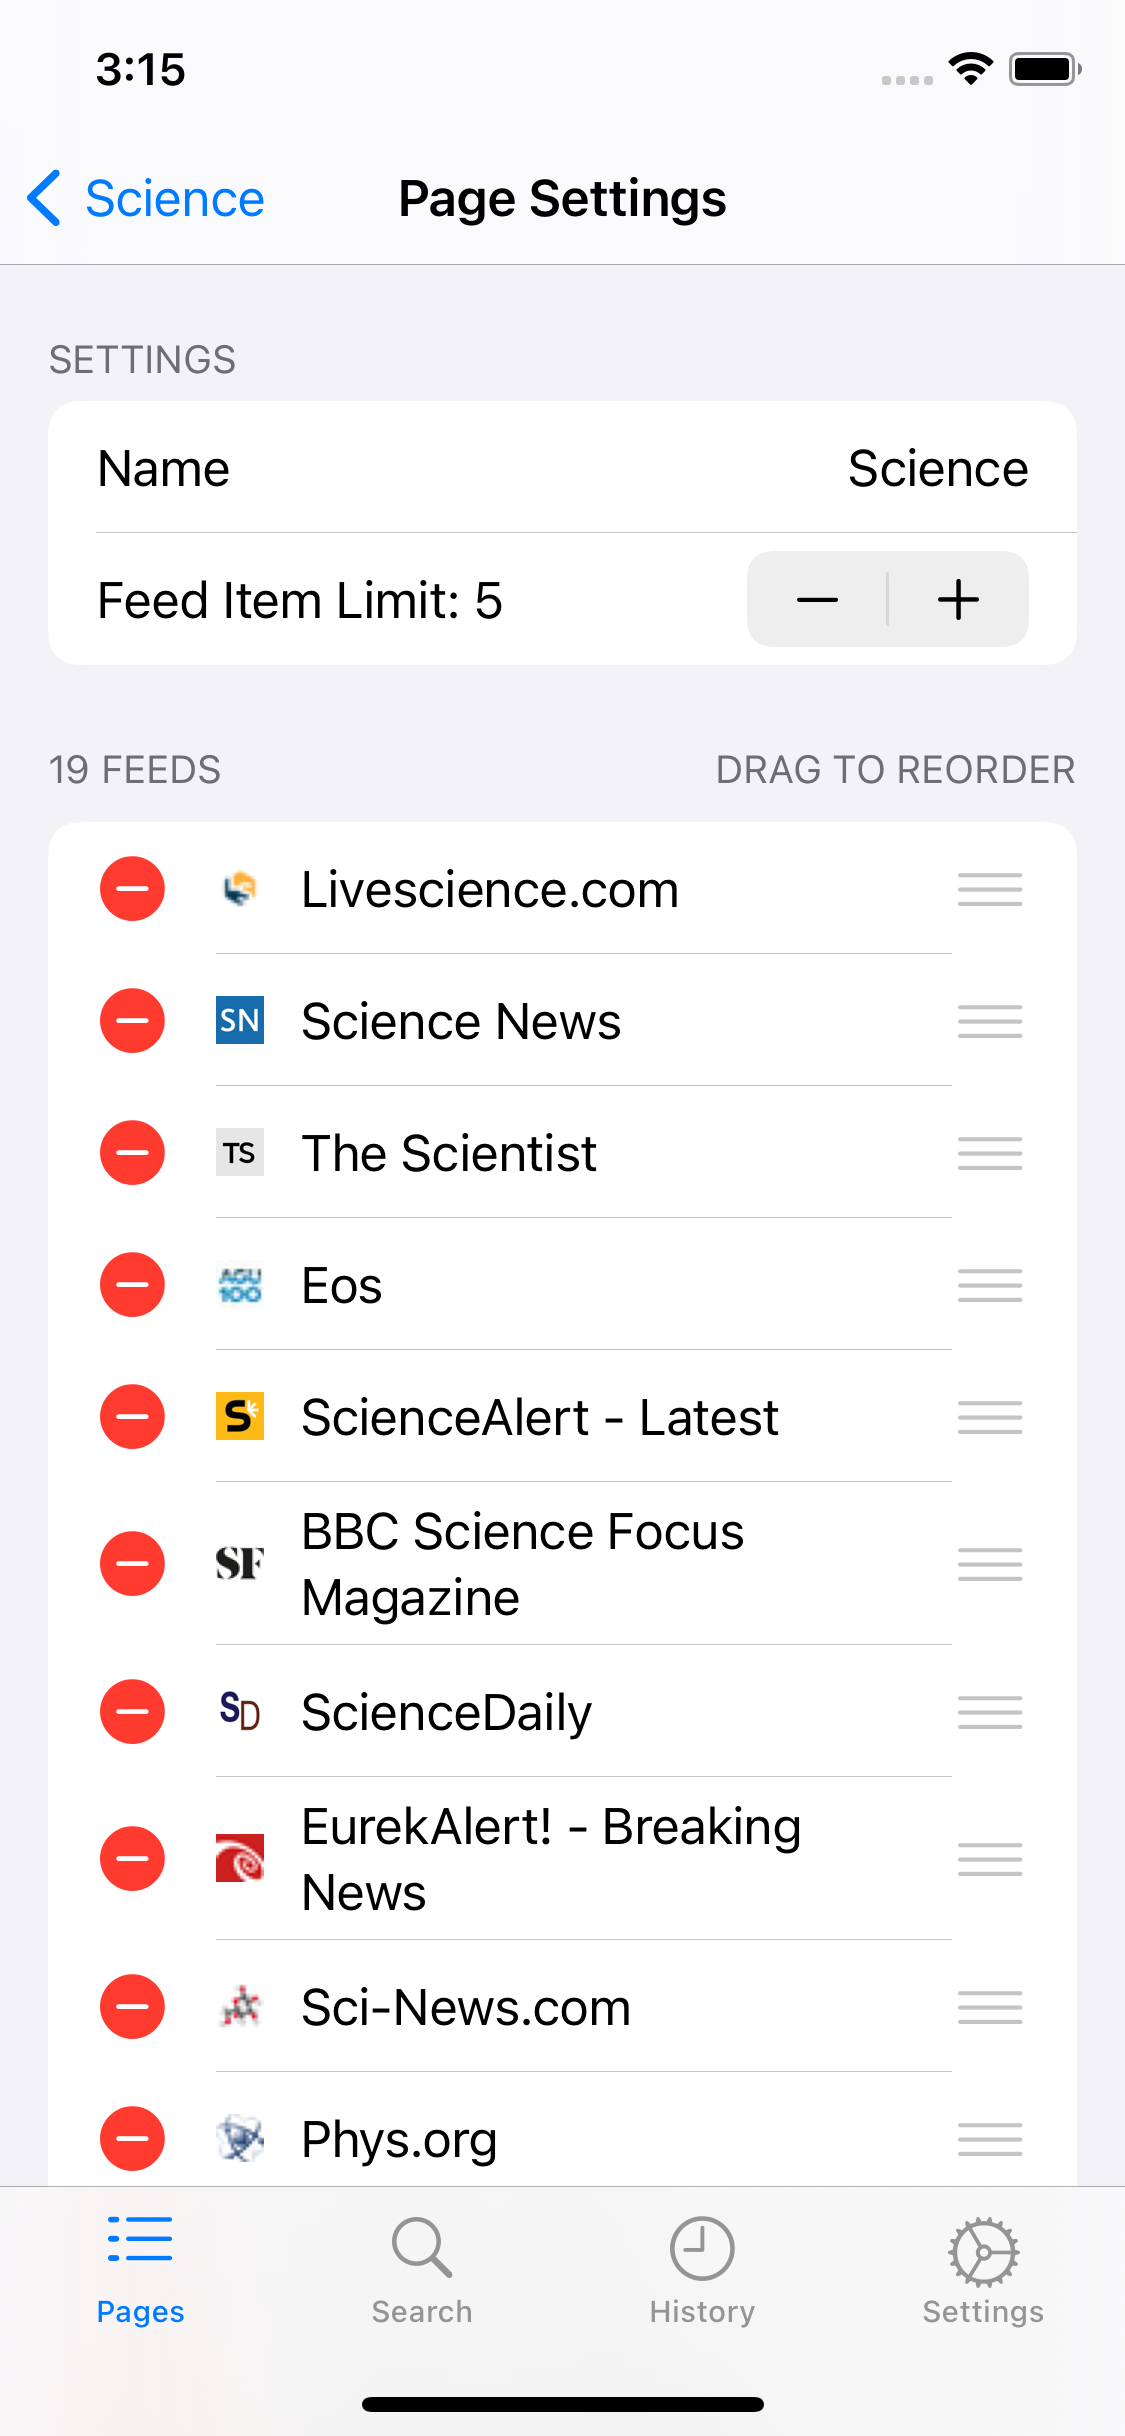 3:15
Science
Page Settings
SETTINGS
Name
Science
Feed Item Limit: 5
19 FEEDS
DRAG TO REORDER
Livescience.com
SN
Science News
TS
The Scientist
AGU
100
Eos
S
ScienceAlert - Latest
SF
BBC Science Focus
Magazine
SD
ScienceDaily
EurekAlert! - Breaking
News
Sci-News.com
Phys.org
Pages
Search
History
Settings